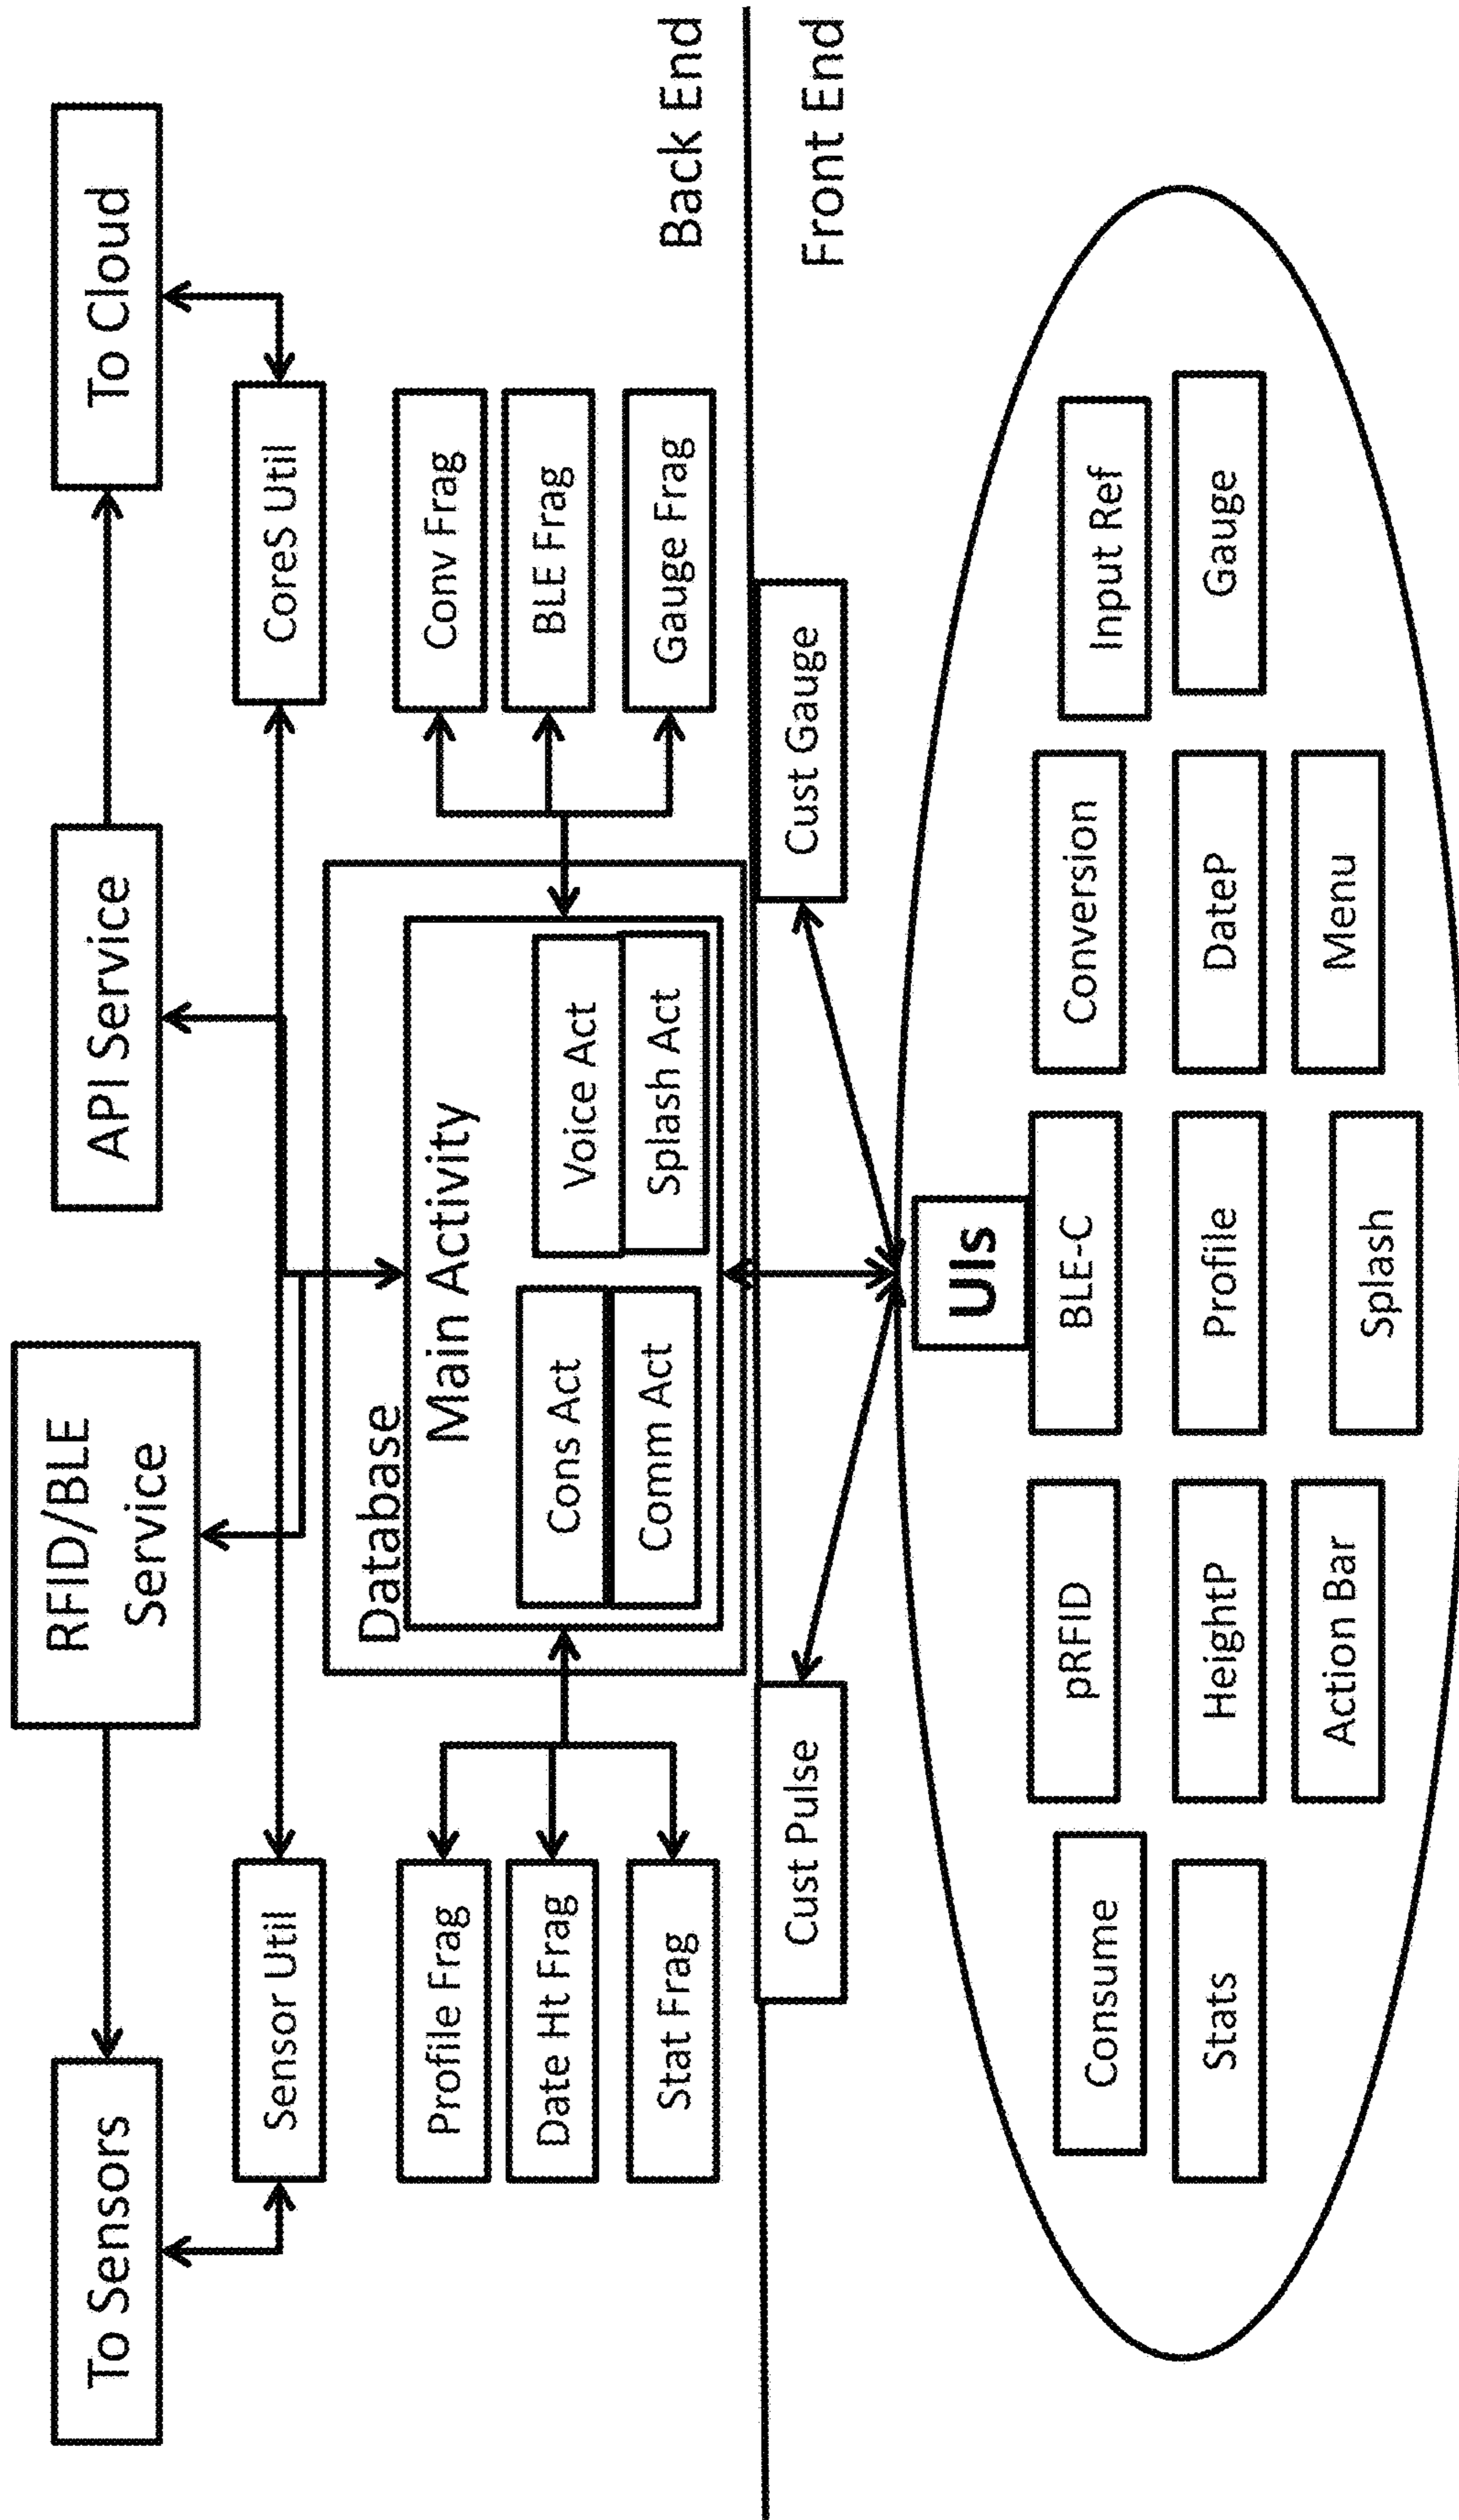 To Sensors
RFID/BLE
Service
API Service
To Cloud
Sensor Util
CoreS Util
Database
Main Activity
Cons Act
Comm Act
Voice Act
Splash Act
Profile Frag
Date Ht Frag
Stat Frag
Conv Frag
BLE Frag
Gauge Frag
Back End
Front End
Cust Pulse
Cust Gauge
UIs
Consume
pRFID
BLE-C
Conversion
Input Ref
Stats
HeightP
Profile
DateP
Gauge
Action Bar
Splash
Menu